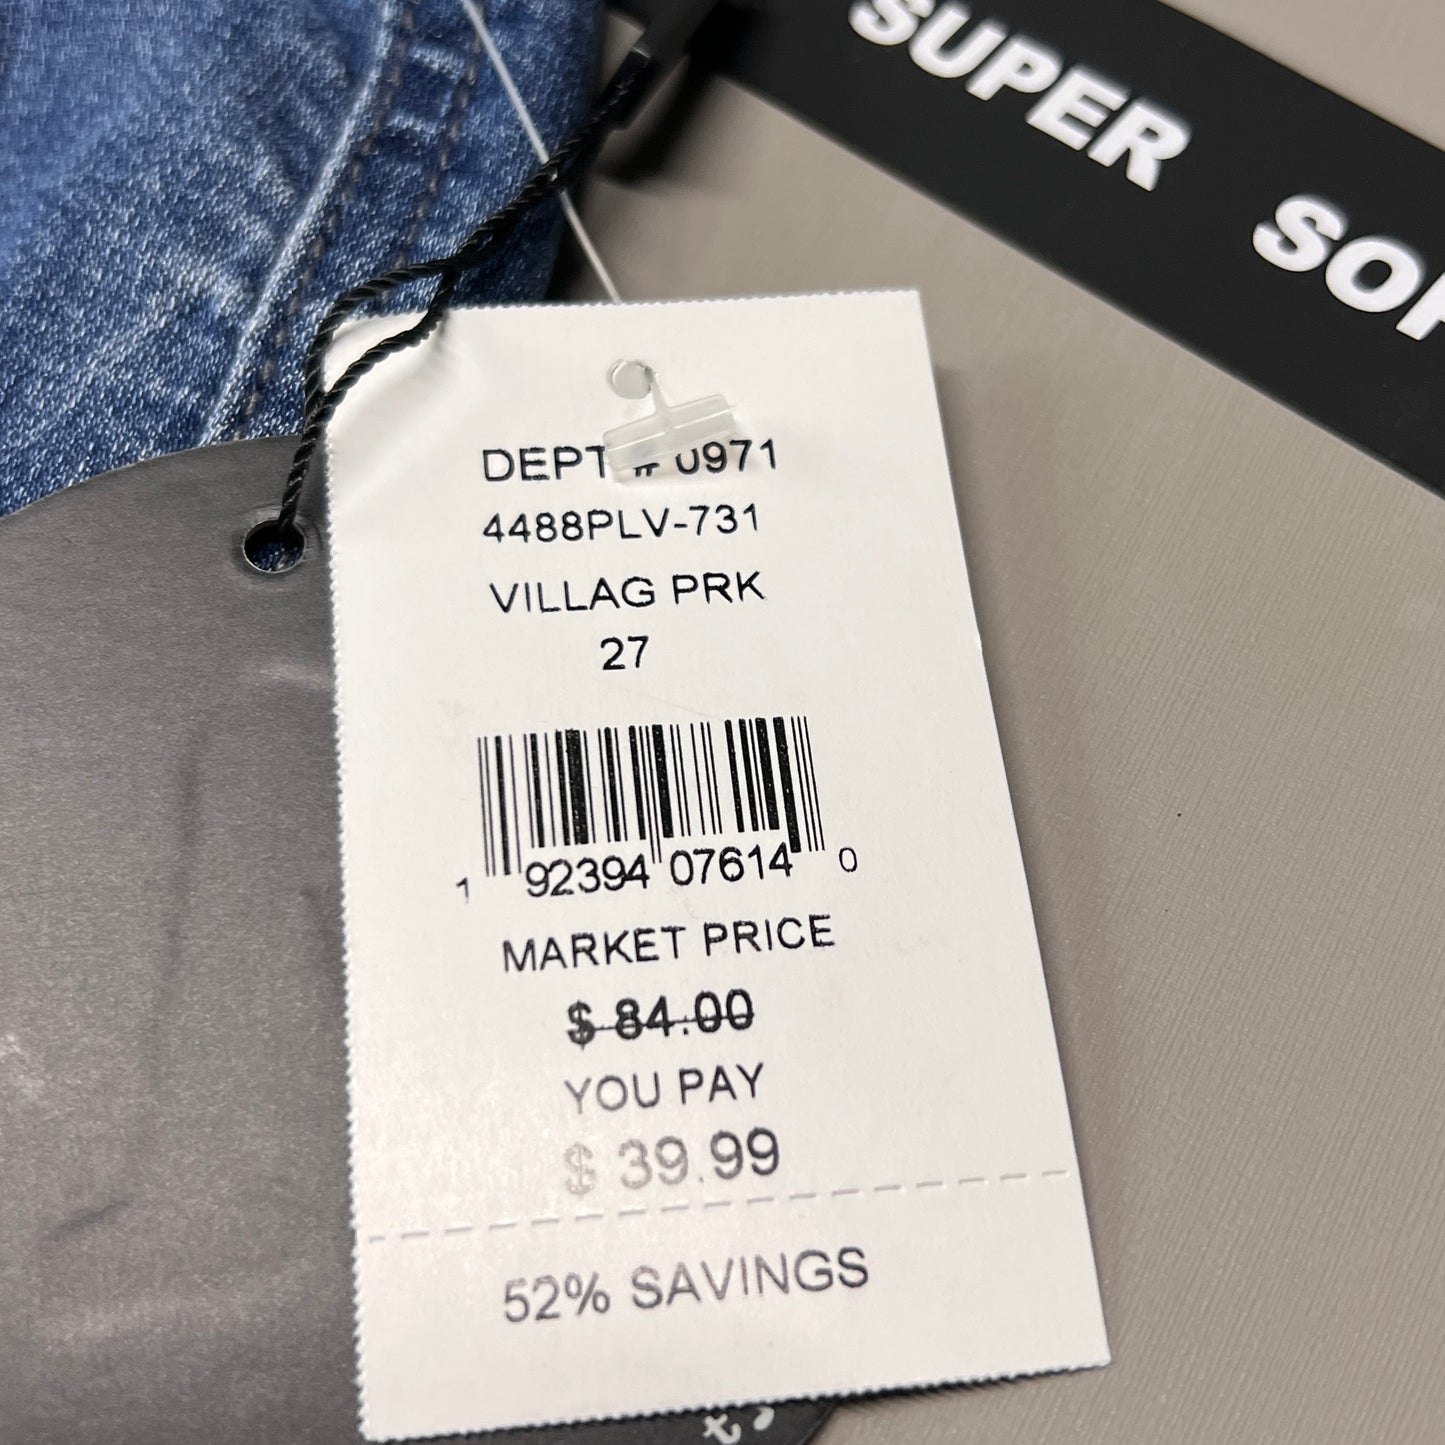 SUPER SOF
DEPT # 0971
4488PLV-731
VILLAG PRK
27
1 92394 07614 0
MARKET PRICE
$ 84.00
YOU PAY
$ 39.99
52% SAVINGS